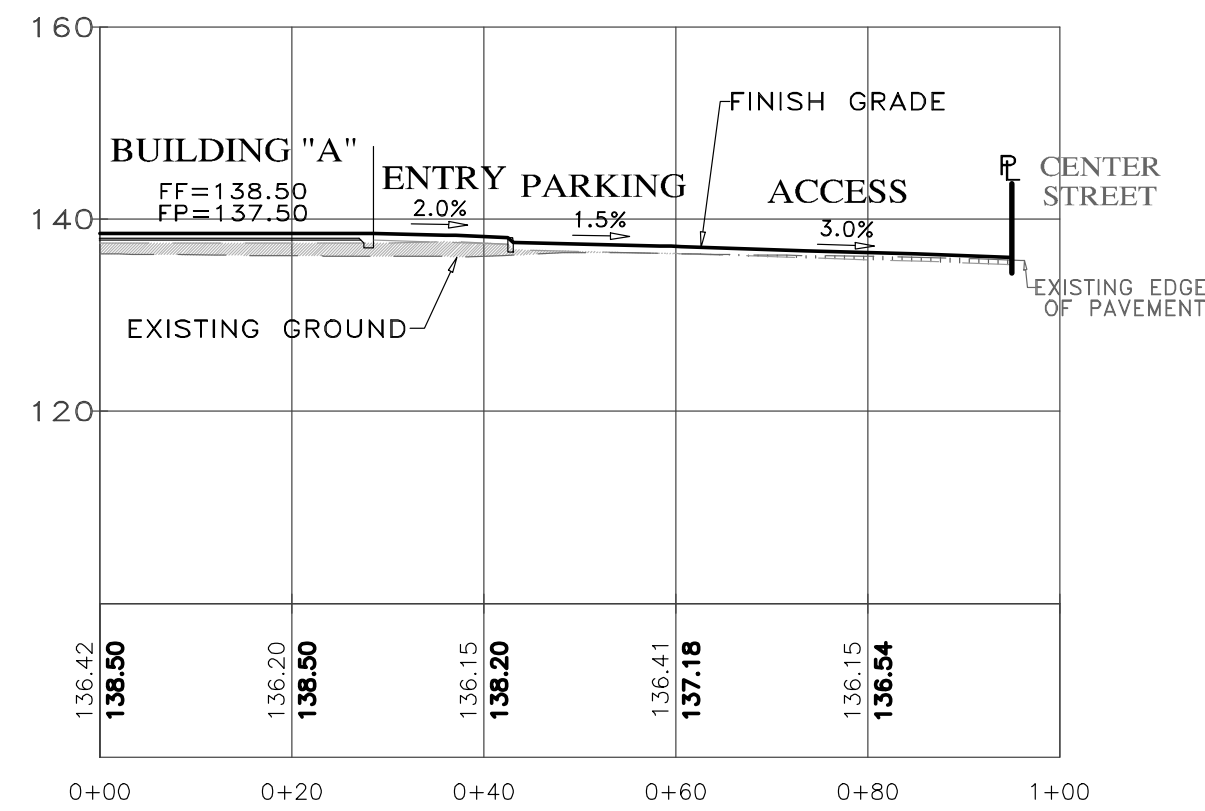 160
FINISH GRADE
BUILDING "A"
FF=138.50
FP=137.50
ENTRY
2.0%
PARKING
1.5%
ACCESS
3.0%
PL
CENTER
STREET
140
EXISTING EDGE
OF PAVEMENT
EXISTING GROUND
120
136.42
138.50
136.20
138.50
136.15
138.20
136.41
137.18
136.15
136.54
0+00 0+20 0+40 0+60 0+80 1+00